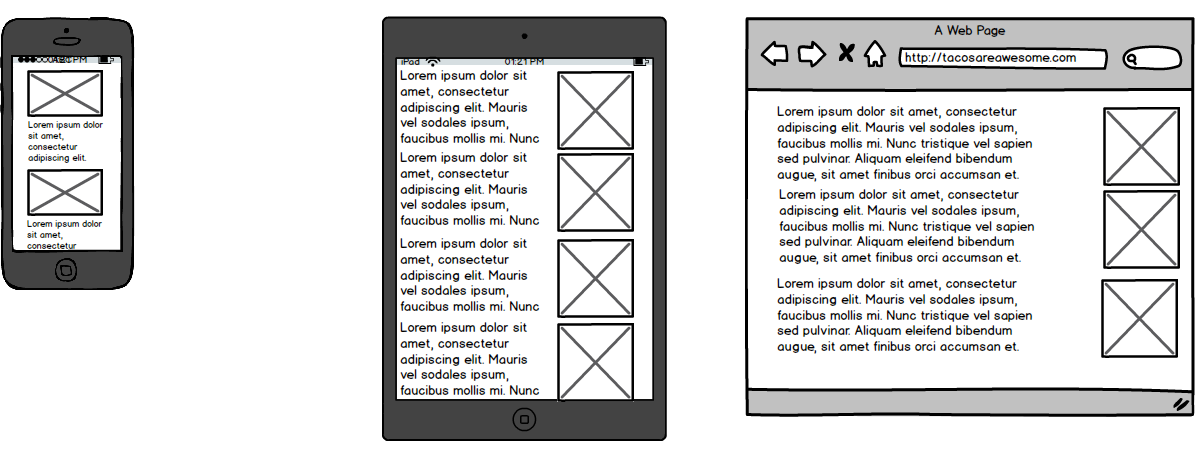 Lorem ipsum dolor
sit amet,
consectetur
adipiscing elit.
Lorem ipsum dolor
sit amet,
consectetur
iPad 01:21 PM
Lorem ipsum dolor sit
amet, consectetur
adipiscing elit. Mauris
vel sodales ipsum,
faucibus mollis mi. Nunc
Lorem ipsum dolor sit
amet, consectetur
adipiscing elit. Mauris
vel sodales ipsum,
faucibus mollis mi. Nunc
Lorem ipsum dolor sit
amet, consectetur
adipiscing elit. Mauris
vel sodales ipsum,
faucibus mollis mi. Nunc
Lorem ipsum dolor sit
amet, consectetur
adipiscing elit. Mauris
vel sodales ipsum,
faucibus mollis mi. Nunc
A Web Page
http://tacosareawesome.com
Lorem ipsum dolor sit amet, consectetur
adipiscing elit. Mauris vel sodales ipsum,
faucibus mollis mi. Nunc tristique vel sapien
sed pulvinar. Aliquam eleifend bibendum
augue, sit amet finibus orci accumsan et.
Lorem ipsum dolor sit amet, consectetur
adipiscing elit. Mauris vel sodales ipsum,
faucibus mollis mi. Nunc tristique vel sapien
sed pulvinar. Aliquam eleifend bibendum
augue, sit amet finibus orci accumsan et.
Lorem ipsum dolor sit amet, consectetur
adipiscing elit. Mauris vel sodales ipsum,
faucibus mollis mi. Nunc tristique vel sapien
sed pulvinar. Aliquam eleifend bibendum
augue, sit amet finibus orci accumsan et.